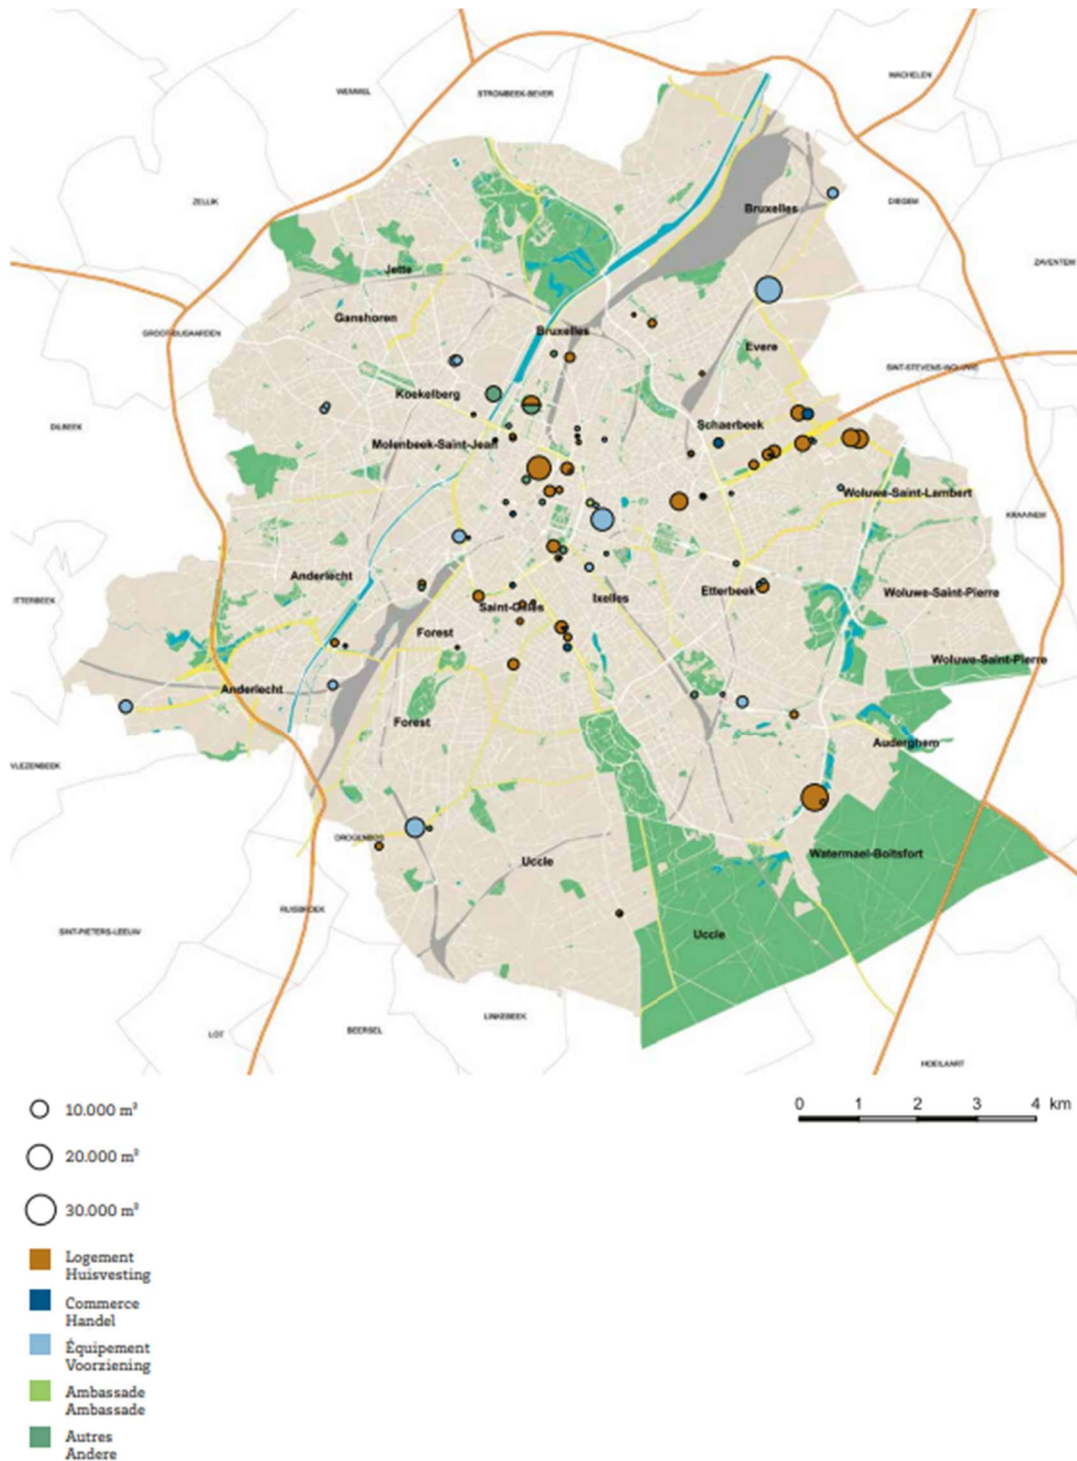 MACHELEN
WEMMEL
STROMBEEK-BEVER
ZELLIK
DIEGEM
Bruxelles
ZAVENTEM
Jette
Ganshoren
GROOT-BIJGAARDEN
Bruxelles
Evere
SINT-STEVENS-WOLUWE
Koekelberg
DILBEEK
Schaerbeek
Molenbeek-Saint-Jean
Woluwe-Saint-Lambert
KRAAINEM
Anderlecht
Etterbeek
Woluwe-Saint-Pierre
ITTERBEEK
Ixelles
Saint-Gilles
Forest
Woluwe-Saint-Pierre
Anderlecht
Forest
Auderghem
VLEZENBEEK
DROGENBOS
Watermael-Boitsfort
Uccle
RUISBROEK
SINT-PIETERS-LEEUW
Uccle
LINKEBEEK
BEERSEL
LOT
HOEILAART
10.000 m²
20.000 m²
30.000 m²
0 1 2 3 4 km
Logement
Huisvesting
Commerce
Handel
Équipement
Voorziening
Ambassade
Ambassade
Autres
Andere